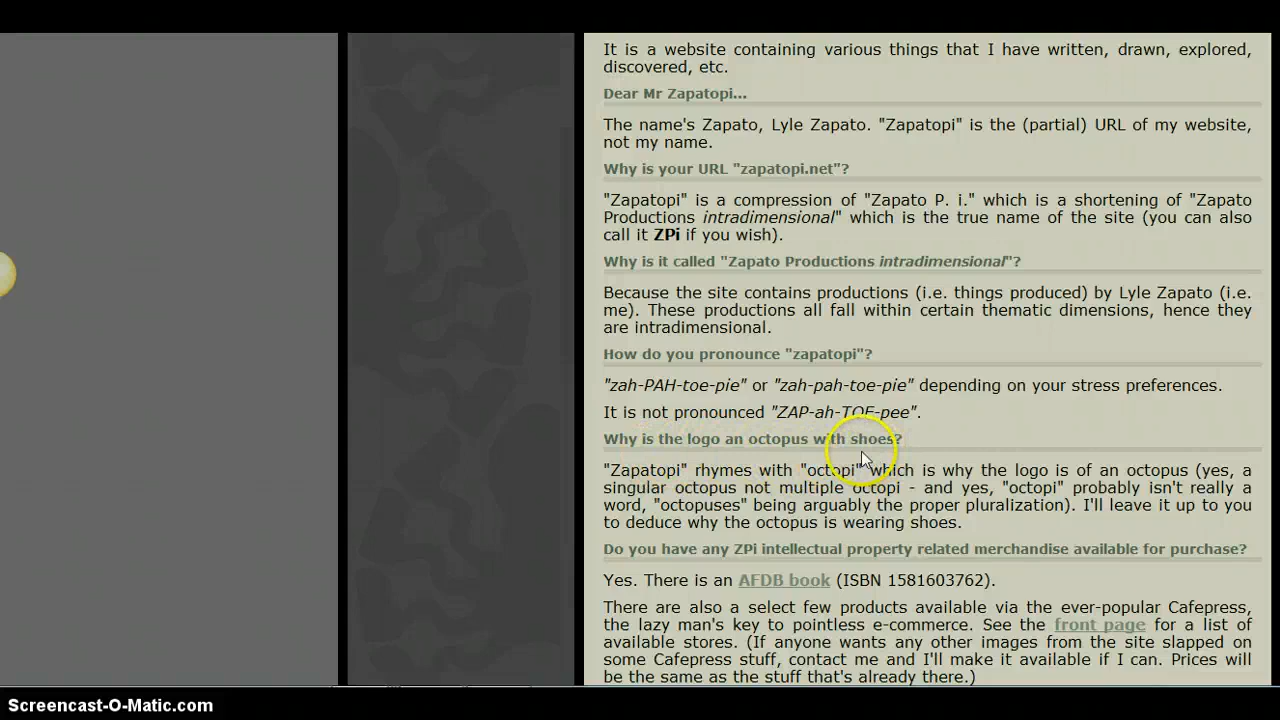 It is a website containing various things that I have written, drawn, explored,
discovered, etc.
Dear Mr Zapatopi...
The name's Zapato, Lyle Zapato. "Zapatopi" is the (partial) URL of my website,
not my name.
Why is your URL "zapatopi.net"?
"Zapatopi" is a compression of "Zapato P. i." which is a shortening of "Zapato
Productions intradimensional" which is the true name of the site (you can also
call it ZPi if you wish).
Why is it called "Zapato Productions intradimensional"?
Because the site contains productions (i.e. things produced) by Lyle Zapato (i.e.
me). These productions all fall within certain thematic dimensions, hence they
are intradimensional.
How do you pronounce "zapatopi"?
"zah-PAH-toe-pie" or "zah-pah-toe-pie" depending on your stress preferences.
It is not pronounced "ZAP-ah-TOE-pee".
Why is the logo an octopus with shoes?
"Zapatopi" rhymes with "octopi" which is why the logo is of an octopus (yes, a
singular octopus not multiple octopi - and yes, "octopi" probably isn't really a
word, "octopuses" being arguably the proper pluralization). I'll leave it up to you
to deduce why the octopus is wearing shoes.
Do you have any ZPi intellectual property related merchandise available for purchase?
Yes. There is an AFDB book (ISBN 1581603762).
There are also a select few products available via the ever-popular Cafepress,
the lazy man's key to pointless e-commerce. See the front page for a list of
available stores. (If anyone wants any other images from the site slapped on
some Cafepress stuff, contact me and I'll make it available if I can. Prices will
be the same as the stuff that's already there.)
Screencast-O-Matic.com